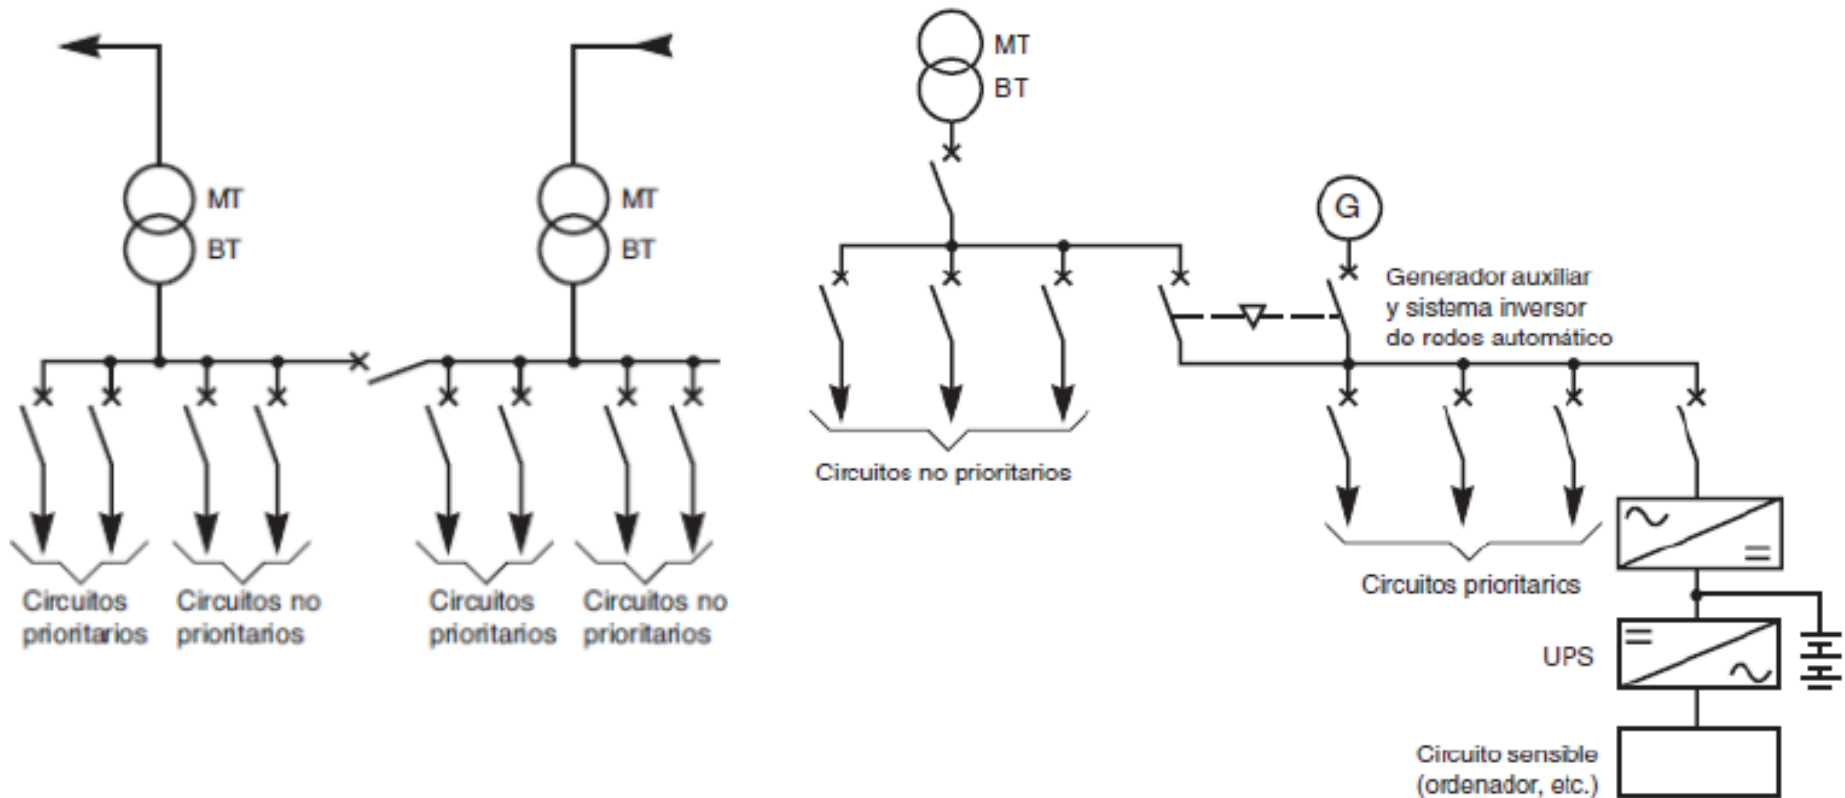 MT
BT
Circuitos
prioritarios
Circuitos no
prioritarios
MT
BT
Circuitos
prioritarios
Circuitos no
prioritarios
MT
BT
Circuitos no prioritarios
G
Generador auxiliar
y sistema inversor
de redes automático
Circuitos prioritarios
UPS
Circuito sensible
(ordenador, etc.)